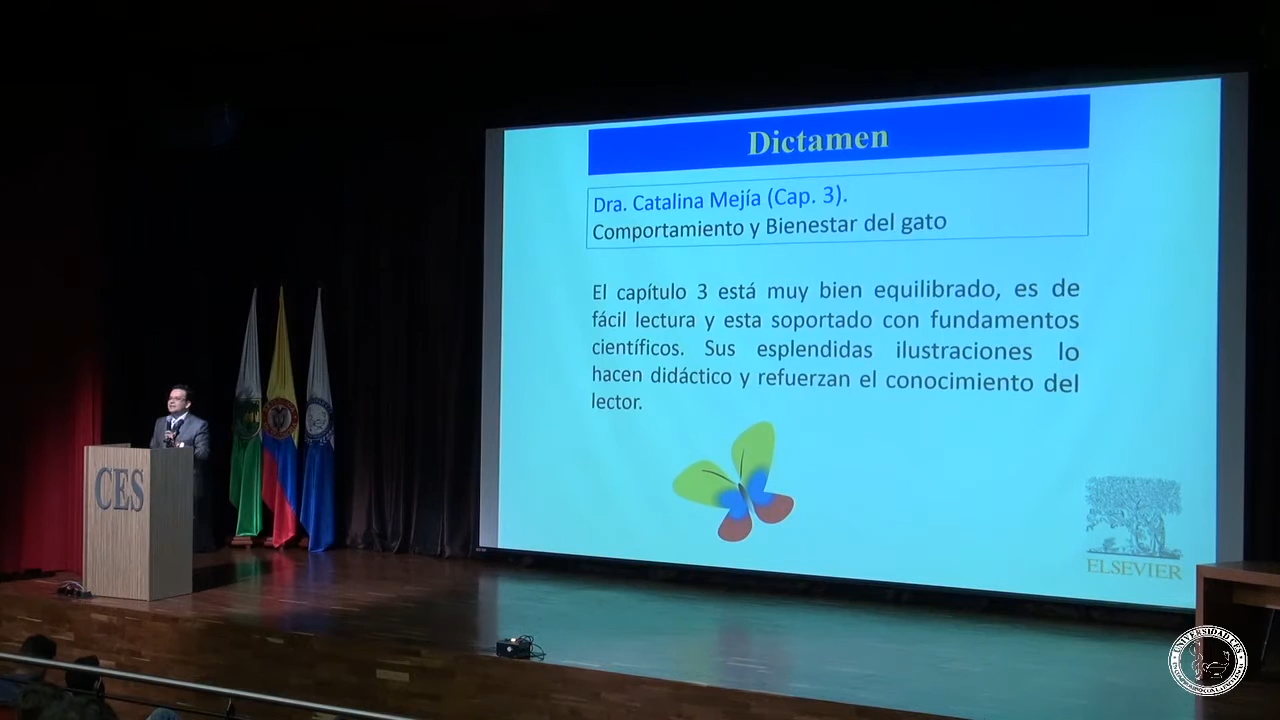 Dictamen
Dra. Catalina Mejía (Cap. 3).
Comportamiento y Bienestar del gato
El capítulo 3 está muy bien equilibrado, es de
fácil lectura y esta soportado con fundamentos
científicos. Sus esplendidas ilustraciones lo
hacen didáctico y refuerzan el conocimiento del
lector.
CES
ELSEVIER
UNIVERSIDAD CES